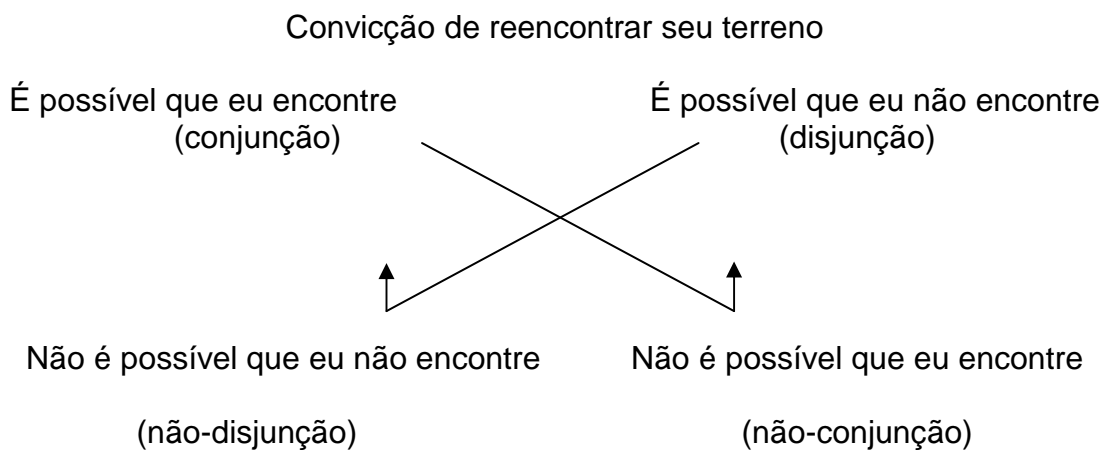 Convicção de reencontrar seu terreno
É possível que eu encontre
(conjunção)
É possível que eu não encontre
(disjunção)
Não é possível que eu não encontre
(não-disjunção)
Não é possível que eu encontre
(não-conjunção)